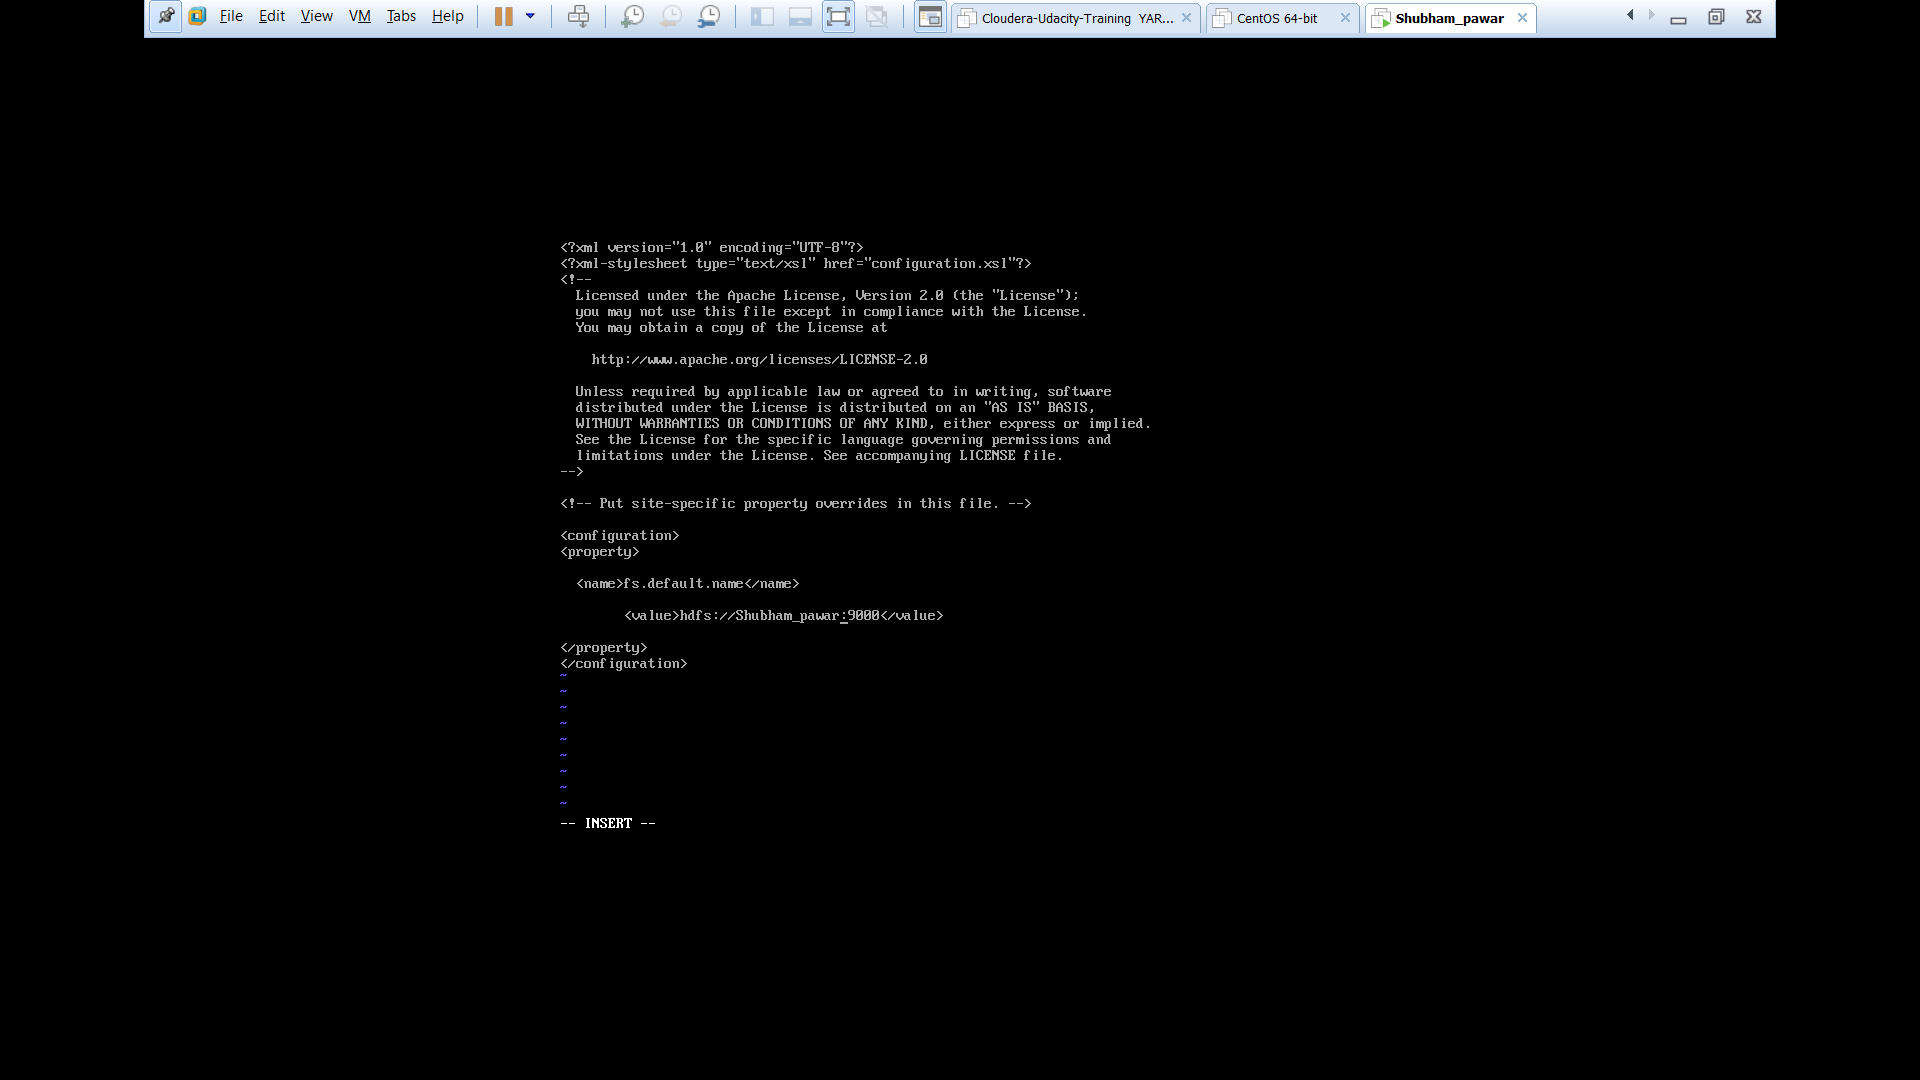 File Edit View VM Tabs Help Cloudera-Udacity-Training YAR... CentOS 64-bit Shubham_pawar
<?xml version="1.0" encoding="UTF-8"?>
<?xml-stylesheet type="text/xsl" href="configuration.xsl"?>
<!--
  Licensed under the Apache License, Version 2.0 (the "License");
  you may not use this file except in compliance with the License.
  You may obtain a copy of the License at
    http://www.apache.org/licenses/LICENSE-2.0
  Unless required by applicable law or agreed to in writing, software
  distributed under the License is distributed on an "AS IS" BASIS,
  WITHOUT WARRANTIES OR CONDITIONS OF ANY KIND, either express or implied.
  See the License for the specific language governing permissions and
  limitations under the License. See accompanying LICENSE file.
-->
<!-- Put site-specific property overrides in this file. -->
<configuration>
<property>
  <name>fs.default.name</name>
        <value>hdfs://Shubham_pawar:9000</value>
</property>
</configuration>
~
~
~
~
~
~
~
~
~
-- INSERT --